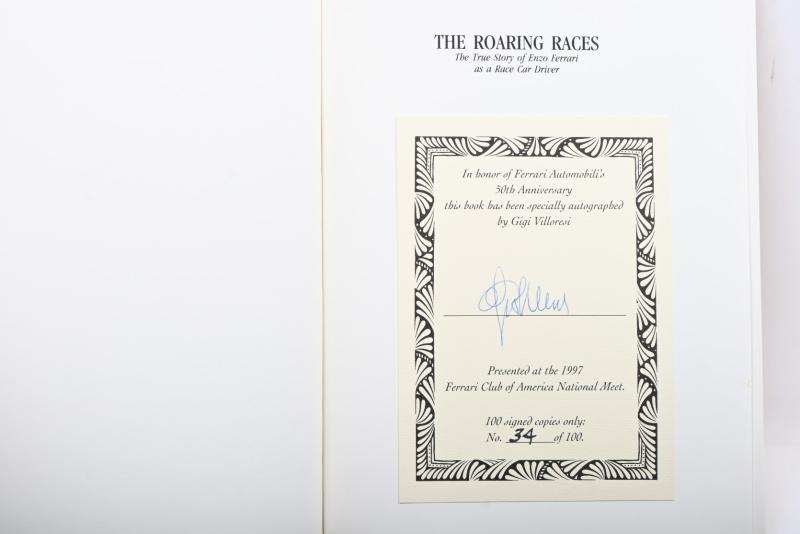 THE ROARING RACES
The True Story of Enzo Ferrari
as a Race Car Driver
In honor of Ferrari Automobili's
50th Anniversary
this book has been specially autographed
by Gigi Villoresi
Presented at the 1997
Ferrari Club of America National Meet.
100 signed copies only:
No. 34 of 100.